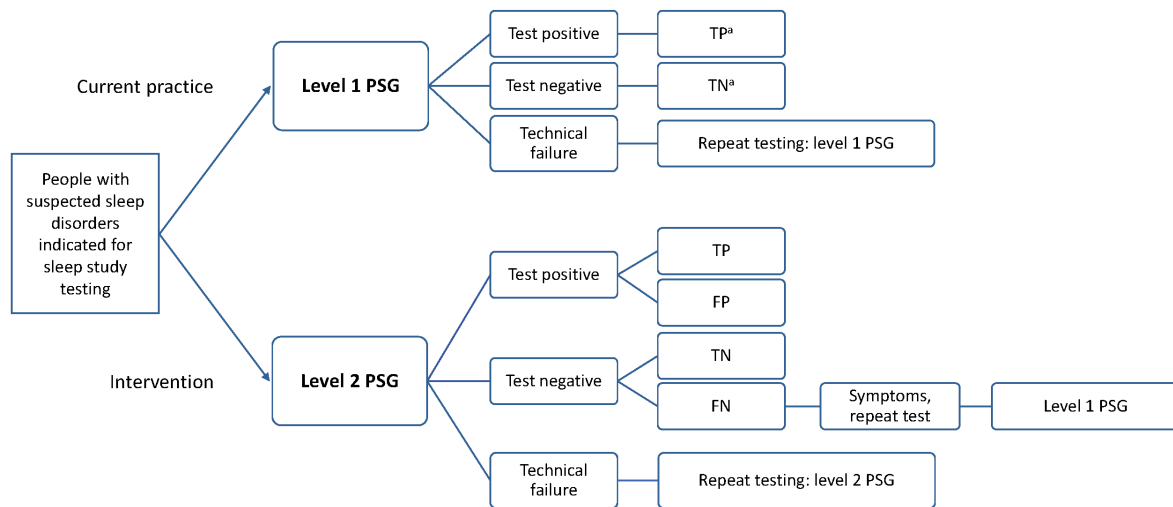 People with
suspected sleep
disorders
indicated for
sleep study
testing
Current practice
Level 1 PSG
Test positive
TPᵃ
Test negative
TNᵃ
Technical
failure
Repeat testing: level 1 PSG
Intervention
Level 2 PSG
Test positive
TP
FP
Test negative
TN
FN
Symptoms,
repeat test
Level 1 PSG
Technical
failure
Repeat testing: level 2 PSG